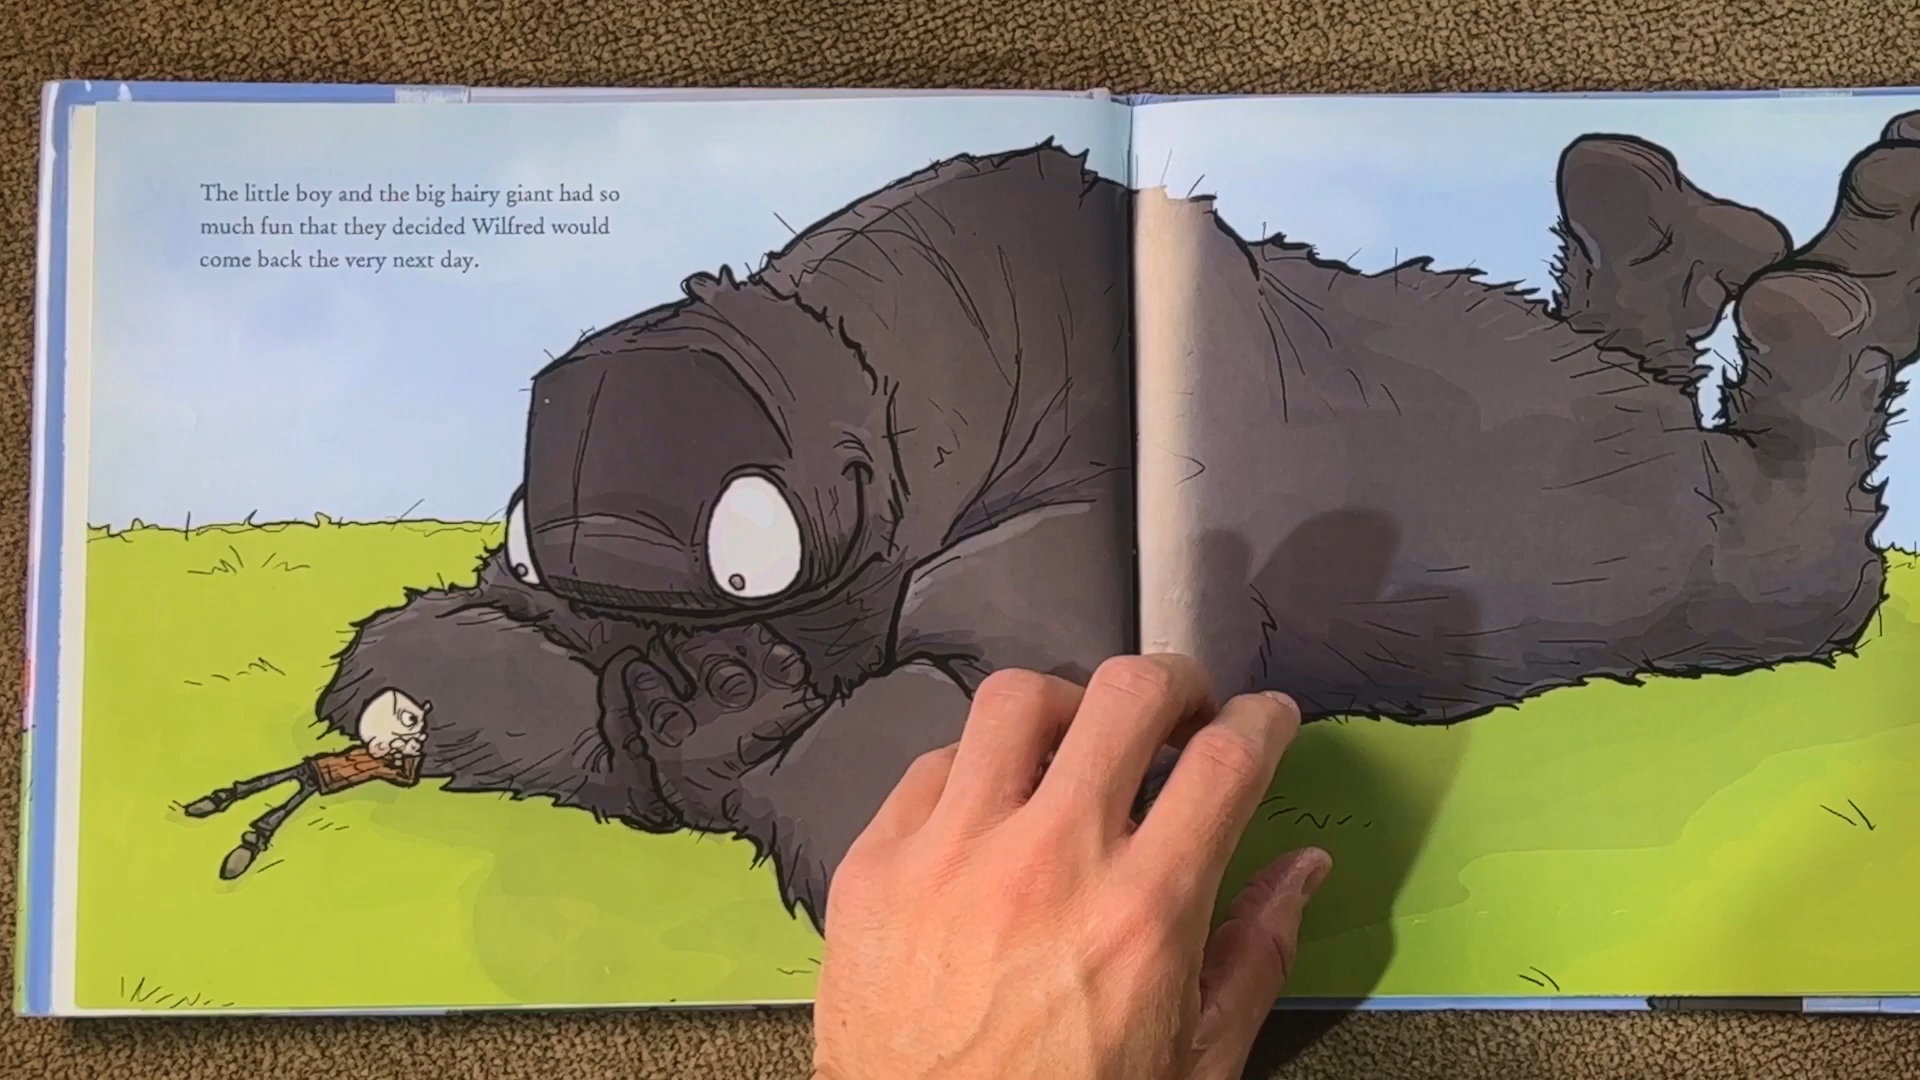 The little boy and the big hairy giant had so
much fun that they decided Wilfred would
come back the very next day.